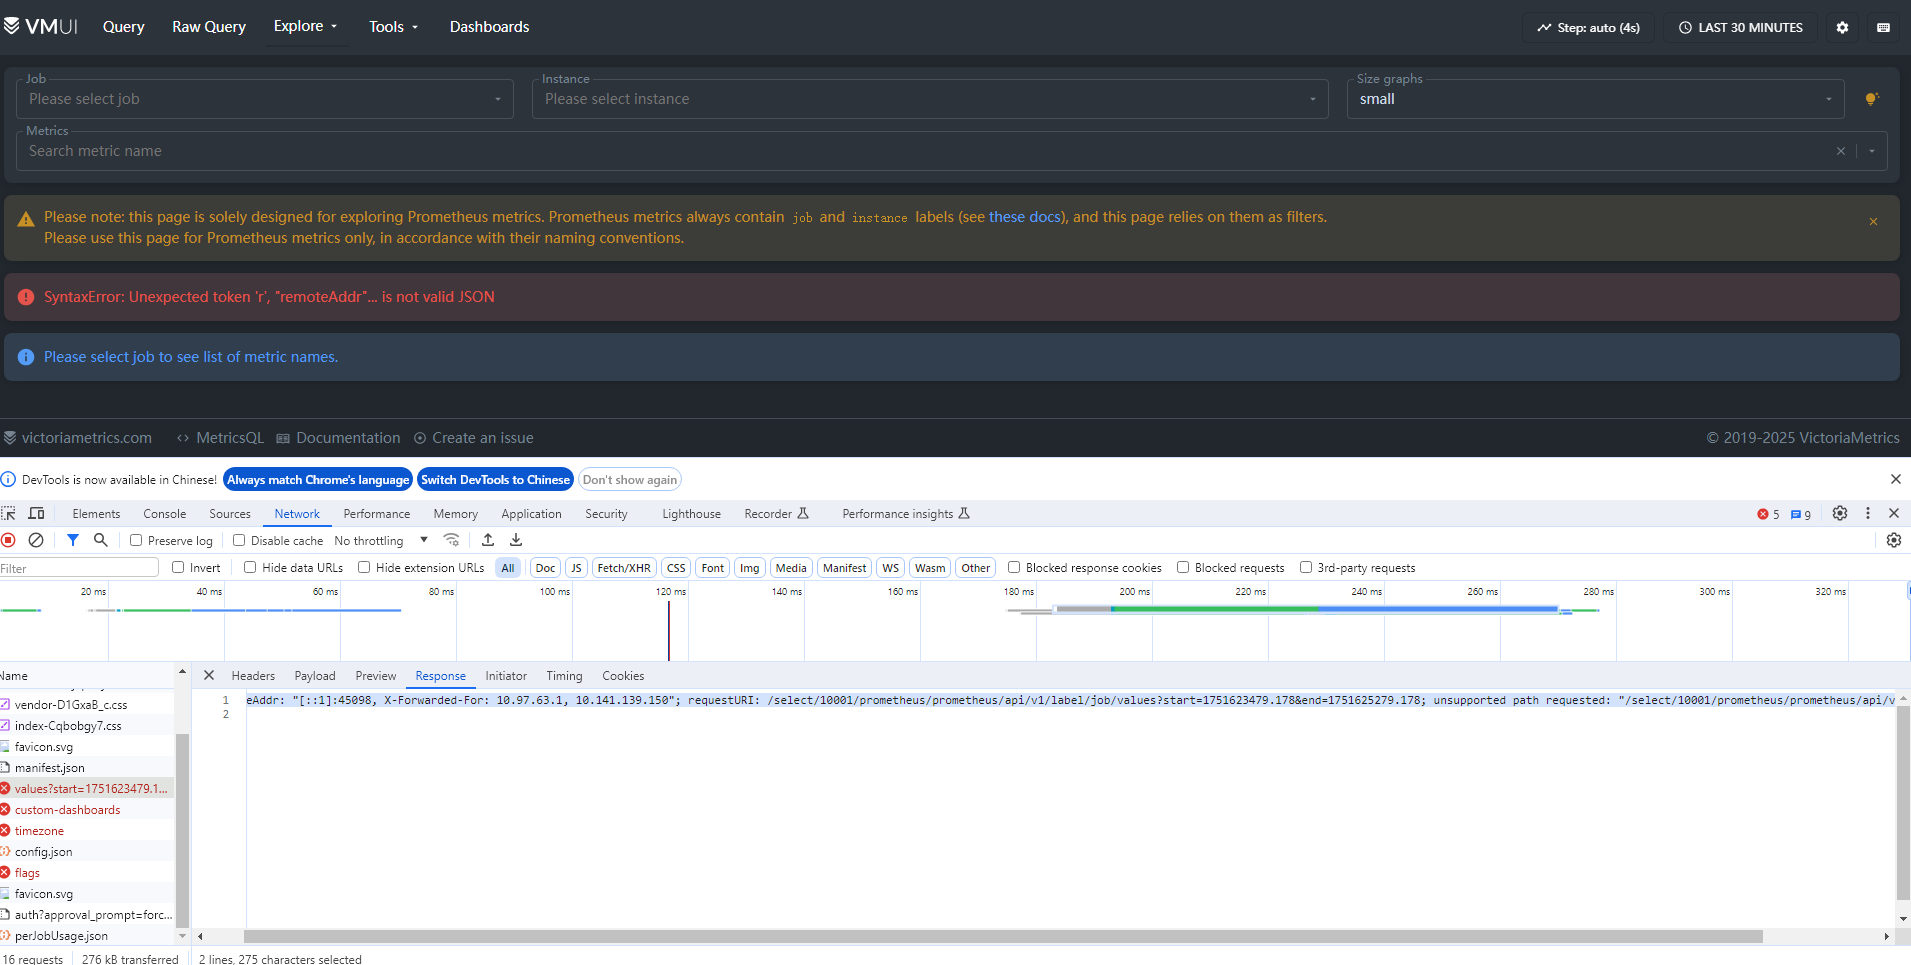 VMUI Query Raw Query Explore Tools Dashboards Step: auto (4s) LAST 30 MINUTES
Job Instance Size graphs
Please select job Please select instance small
Metrics
Search metric name
Please note: this page is solely designed for exploring Prometheus metrics. Prometheus metrics always contain job and instance labels (see these docs), and this page relies on them as filters.
Please use this page for Prometheus metrics only, in accordance with their naming conventions.
SyntaxError: Unexpected token 'r', "remoteAddr"... is not valid JSON
Please select job to see list of metric names.
victoriametrics.com MetricsQL Documentation Create an issue © 2019-2025 VictoriaMetrics
DevTools is now available in Chinese! Always match Chrome's language Switch DevTools to Chinese Don't show again
Elements Console Sources Network Performance Memory Application Security Lighthouse Recorder Performance insights 5 9
Preserve log Disable cache No throttling
Filter Invert Hide data URLs Hide extension URLs All Doc JS Fetch/XHR CSS Font Img Media Manifest WS Wasm Other Blocked response cookies Blocked requests 3rd-party requests
20 ms 40 ms 60 ms 80 ms 100 ms 120 ms 140 ms 160 ms 180 ms 200 ms 220 ms 240 ms 260 ms 280 ms 300 ms 320 ms
Name Headers Payload Preview Response Initiator Timing Cookies
1 eAddr: "[::1]:45098, X-Forwarded-For: 10.97.63.1, 10.141.139.150"; requestURI: /select/10001/prometheus/prometheus/api/v1/label/job/values?start=1751623479.178&end=1751625279.178; unsupported path requested: "/select/10001/prometheus/prometheus/api/v
2
vendor-D1GxaB_c.css
index-Cqbobgy7.css
favicon.svg
manifest.json
values?start=1751623479.1...
custom-dashboards
timezone
config.json
flags
favicon.svg
auth?approval_prompt=forc...
perJobUsage.json
16 requests 276 kB transferred 2 lines, 275 characters selected